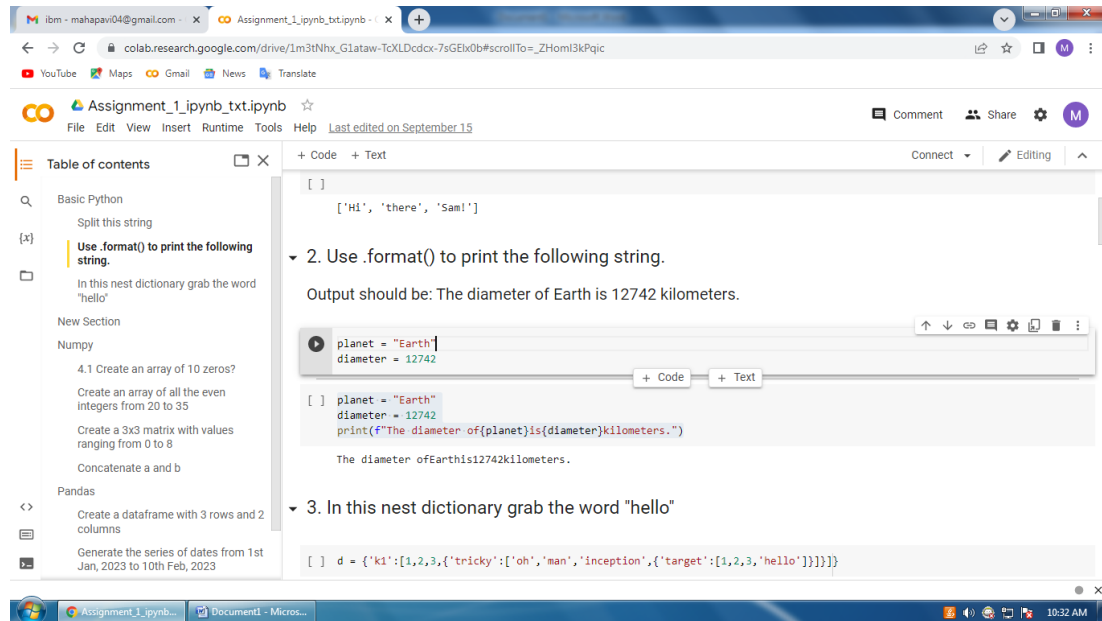 ibm - mahapavi04@gmail.com -
Assignment_1_ipynb_txt.ipynb -
colab.research.google.com/drive/1m3tNhx_G1ataw-TcXLDcdcx-7sGElx0b#scrollTo=_ZHomI3kPqic
M
YouTube Maps Gmail News Translate
Assignment_1_ipynb_txt.ipynb
Comment Share M
File Edit View Insert Runtime Tools Help Last edited on September 15
Table of contents
+ Code + Text
Connect Editing
Basic Python
Split this string
Use .format() to print the following
string.
In this nest dictionary grab the word
"hello"
New Section
Numpy
4.1 Create an array of 10 zeros?
Create an array of all the even
integers from 20 to 35
Create a 3x3 matrix with values
ranging from 0 to 8
Concatenate a and b
Pandas
Create a dataframe with 3 rows and 2
columns
Generate the series of dates from 1st
Jan, 2023 to 10th Feb, 2023
{x}
[ ]
['Hi', 'there', 'Sam!']
2. Use .format() to print the following string.
Output should be: The diameter of Earth is 12742 kilometers.
planet = "Earth"
diameter = 12742
+ Code + Text
[ ] planet = "Earth"
diameter = 12742
print(f"The diameter of{planet}is{diameter}kilometers.")
The diameter ofEarthis12742kilometers.
3. In this nest dictionary grab the word "hello"
[ ] d = {'k1':[1,2,3,{'tricky':['oh','man','inception',{'target':[1,2,3,'hello']}]}]}
Assignment_1_ipynb... Document1 - Micros...
10:32 AM